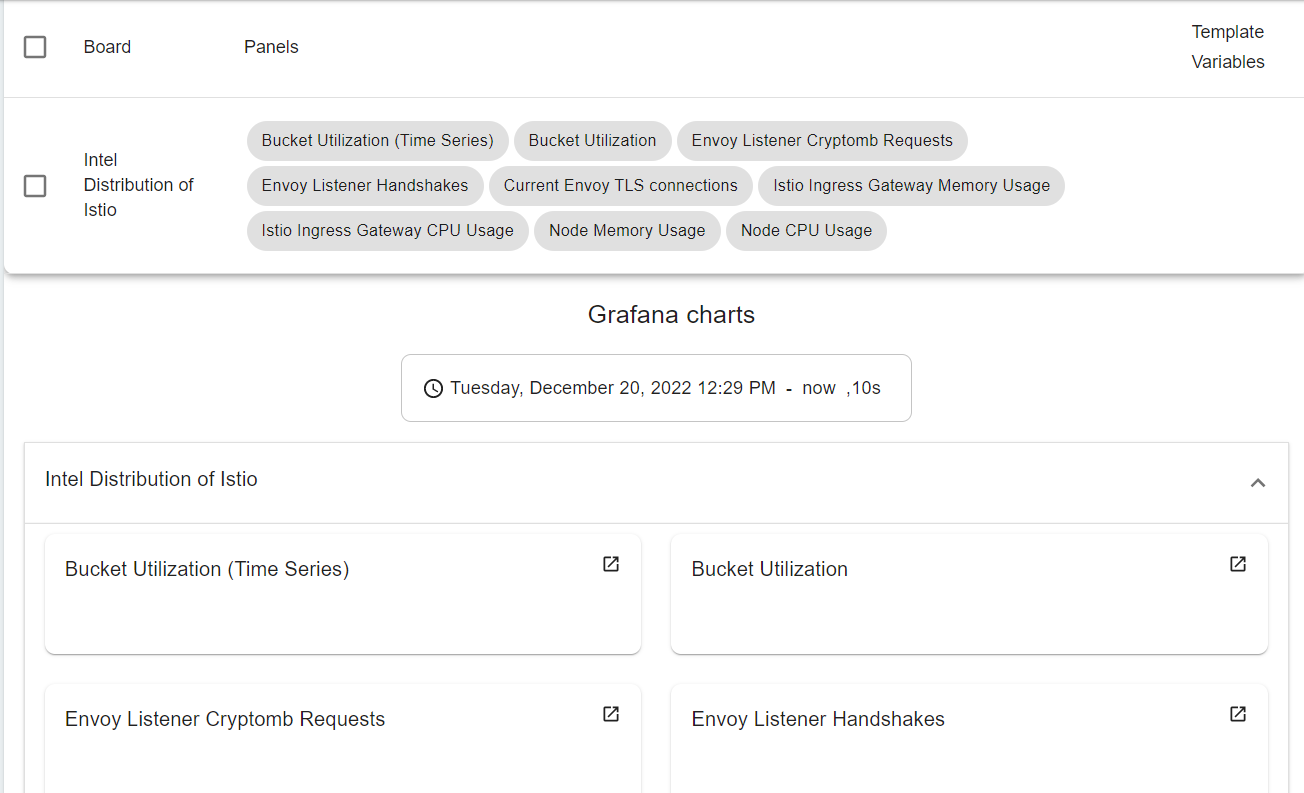 Board Panels Template
Variables
Intel
Distribution of
Istio
Bucket Utilization (Time Series) Bucket Utilization Envoy Listener Cryptomb Requests
Envoy Listener Handshakes Current Envoy TLS connections Istio Ingress Gateway Memory Usage
Istio Ingress Gateway CPU Usage Node Memory Usage Node CPU Usage
Grafana charts
Tuesday, December 20, 2022 12:29 PM - now ,10s
Intel Distribution of Istio
Bucket Utilization (Time Series) Bucket Utilization
Envoy Listener Cryptomb Requests Envoy Listener Handshakes